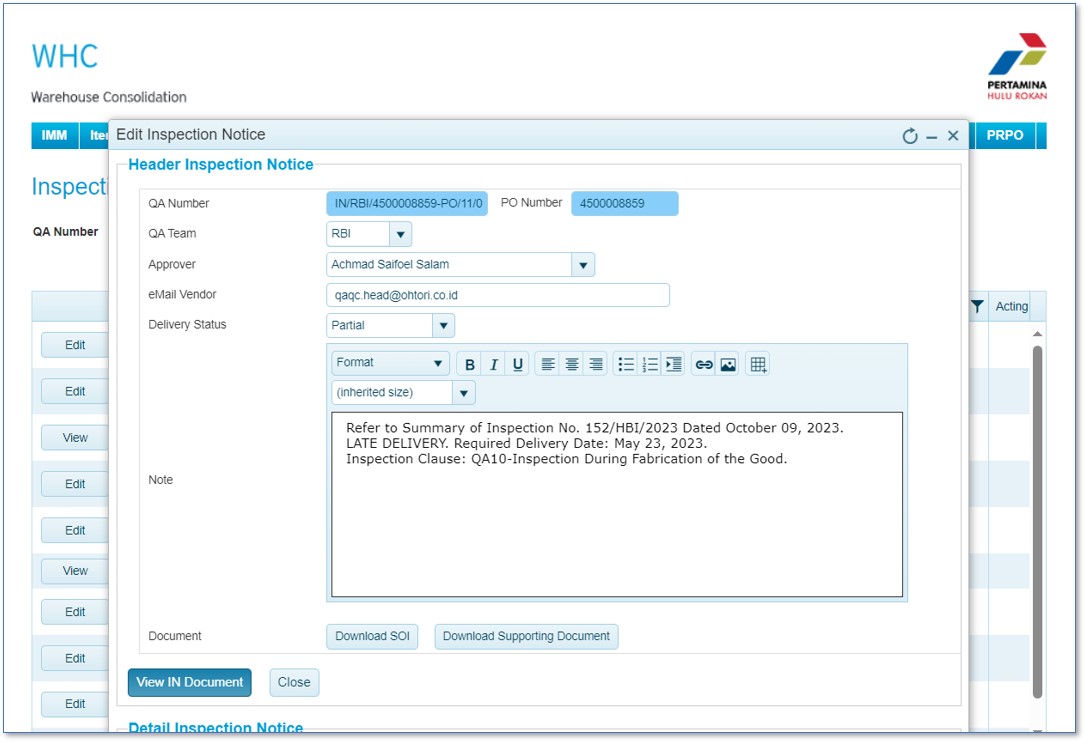 WHC
Warehouse Consolidation
PERTAMINA
HULU ROKAN
IMM
PRPO
Edit Inspection Notice
Header Inspection Notice
QA Number
QA Number IN/RBI/4500008859-PO/11/0 PO Number 4500008859
QA Team RBI
Approver Achmad Saifoel Salam
eMail Vendor qaqc.head@ohtori.co.id
Delivery Status Partial
Format B I U
(inherited size)
Note
Refer to Summary of Inspection No. 152/HBI/2023 Dated October 09, 2023.
LATE DELIVERY. Required Delivery Date: May 23, 2023.
Inspection Clause: QA10-Inspection During Fabrication of the Good.
Document Download SOI Download Supporting Document
View IN Document Close
Detail Inspection Notice
Acting
Edit
Edit
View
Edit
Edit
View
Edit
Edit
Edit